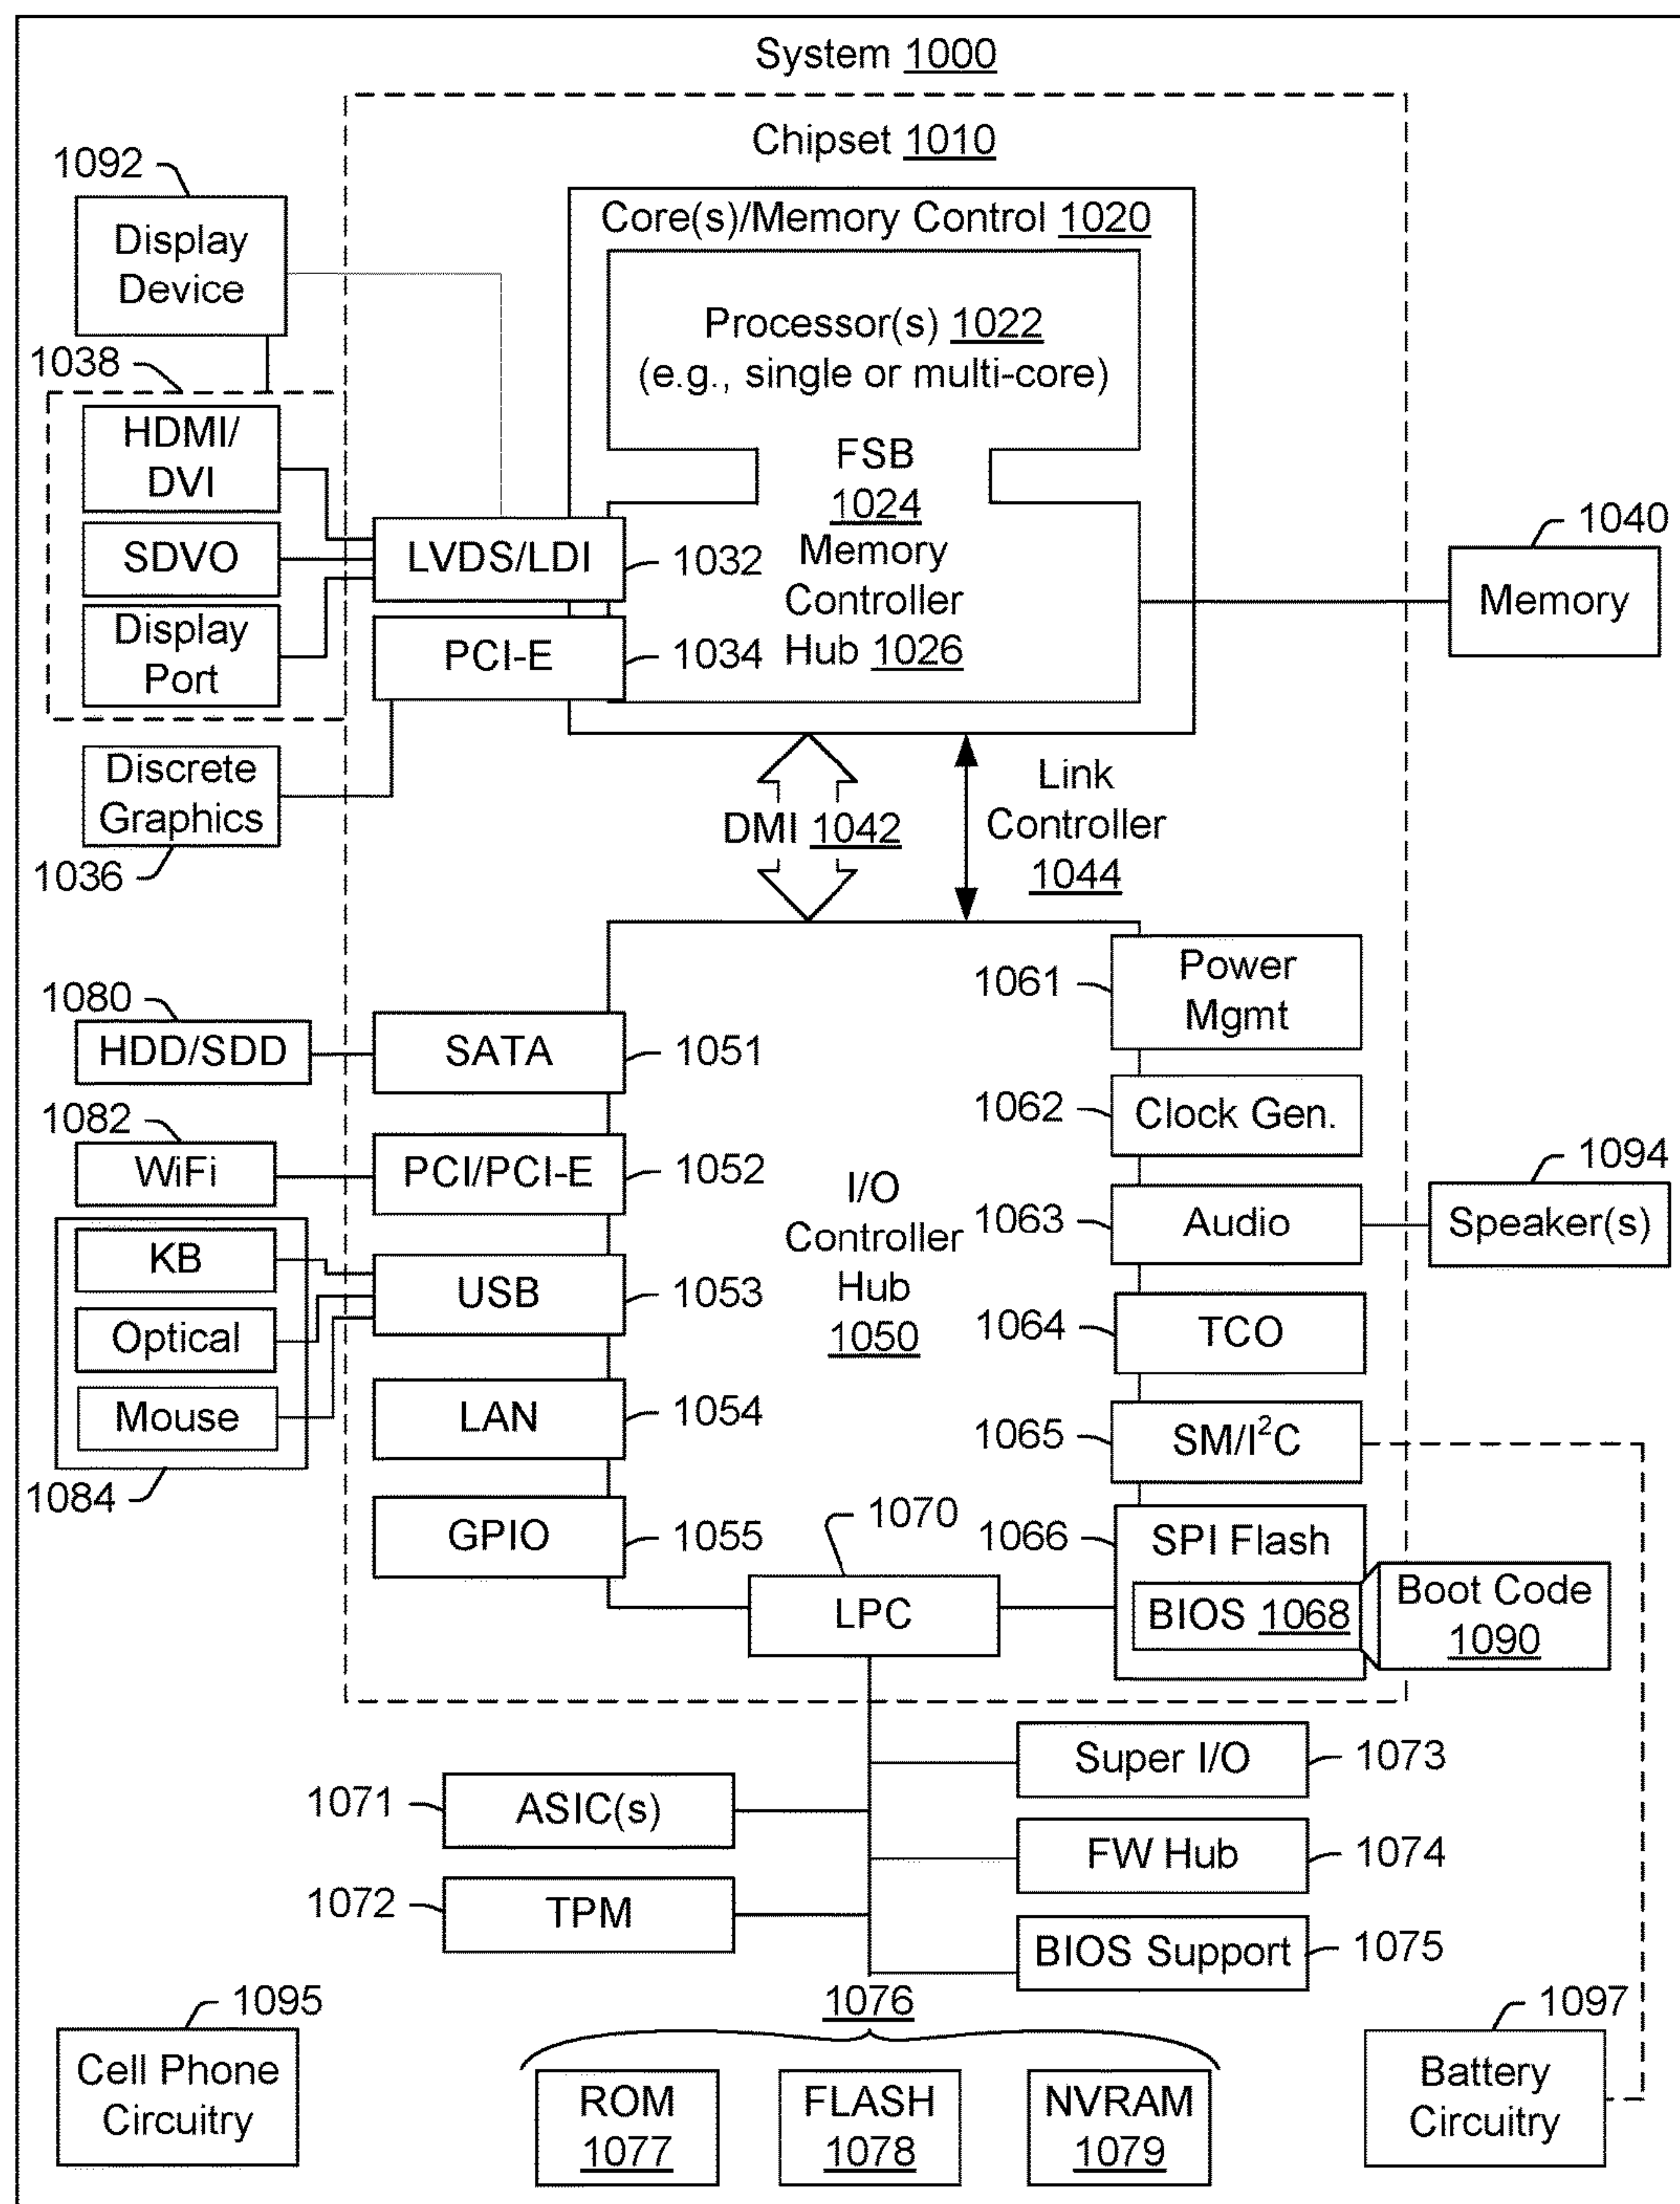 System 1000
Chipset 1010
1092
Display
Device
Core(s)/Memory Control 1020
Processor(s) 1022
(e.g., single or multi-core)
1038
HDMI/
DVI
SDVO
Display
Port
FSB
1024
LVDS/LDI
1032
PCI-E
1034
Memory
Controller
Hub 1026
1040
Memory
Discrete
Graphics
1036
DMI 1042
Link
Controller
1044
1080
HDD/SDD
SATA
1051
1082
WiFi
PCI/PCI-E
1052
KB
Optical
Mouse
1084
USB
1053
LAN
1054
GPIO
1055
I/O
Controller
Hub
1050
1061
Power
Mgmt
1062
Clock Gen.
1063
Audio
1094
Speaker(s)
1064
TCO
1065
SM/I²C
1066
SPI Flash
BIOS 1068
Boot Code
1090
1070
LPC
1071
ASIC(s)
1072
TPM
Super I/O
1073
FW Hub
1074
BIOS Support
1075
1095
Cell Phone
Circuitry
1076
ROM
1077
FLASH
1078
NVRAM
1079
1097
Battery
Circuitry